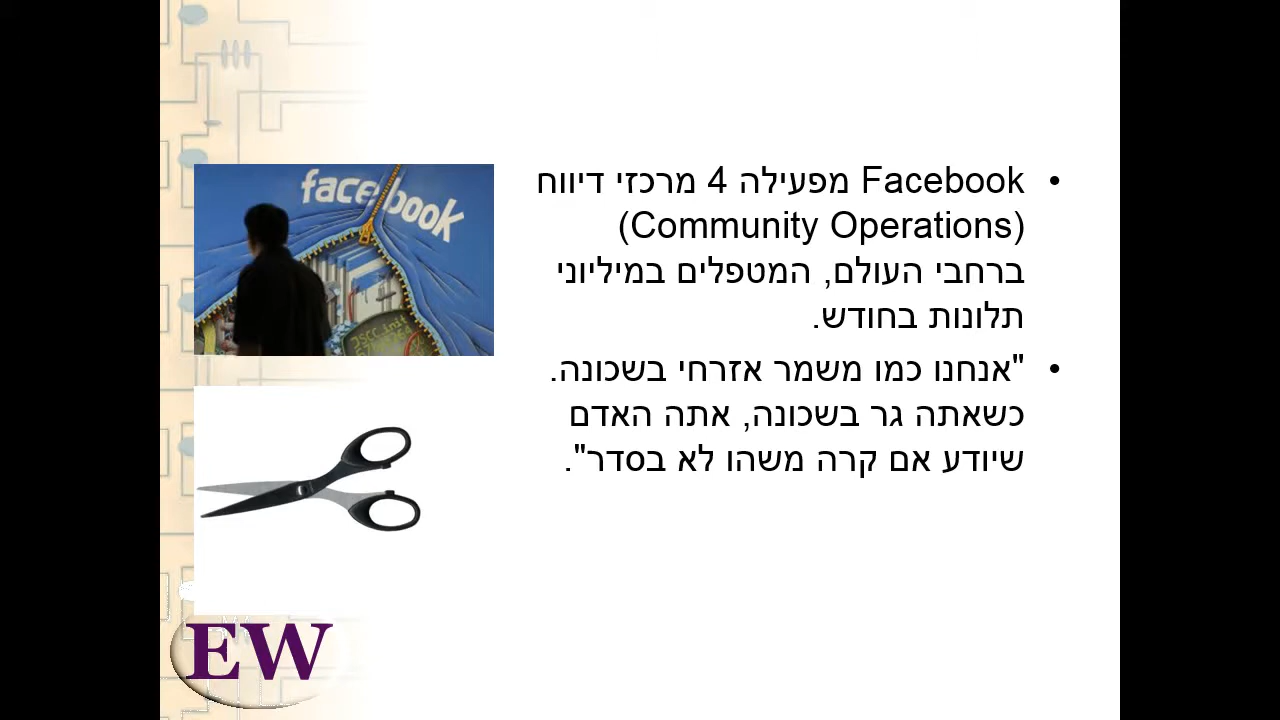 facebook
Facebook מפעילה 4 מרכזי דיווח
(Community Operations)
ברחבי העולם, המטפלים במיליוני
תלונות בחודש.
"אנחנו כמו משמר אזרחי בשכונה.
כשאתה גר בשכונה, אתה האדם
שיודע אם קרה משהו לא בסדר".
EW